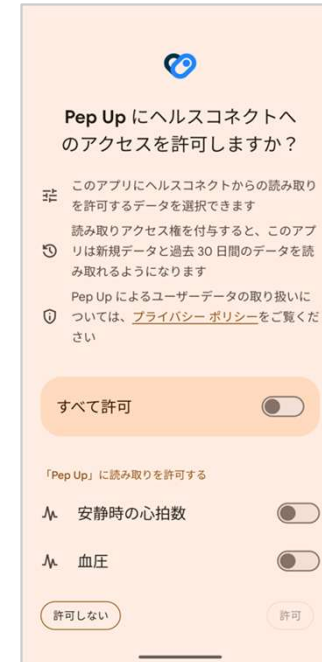 Pep Up にヘルスコネクトへ
のアクセスを許可しますか？
このアプリにヘルスコネクトからの読み取り
を許可するデータを選択できます
読み取りアクセス権を付与すると、このアプ
リは新規データと過去 30 日間のデータを読
み取れるようになります
Pep Up によるユーザーデータの取り扱いに
ついては、プライバシー ポリシーをご覧くだ
さい
すべて許可
「Pep Up」に読み取りを許可する
安静時の心拍数
血圧
許可しない
許可